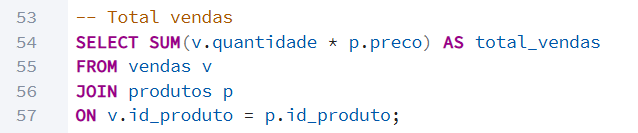 53 -- Total vendas
54 SELECT SUM(v.quantidade * p.preco) AS total_vendas
55 FROM vendas v
56 JOIN produtos p
57 ON v.id_produto = p.id_produto;